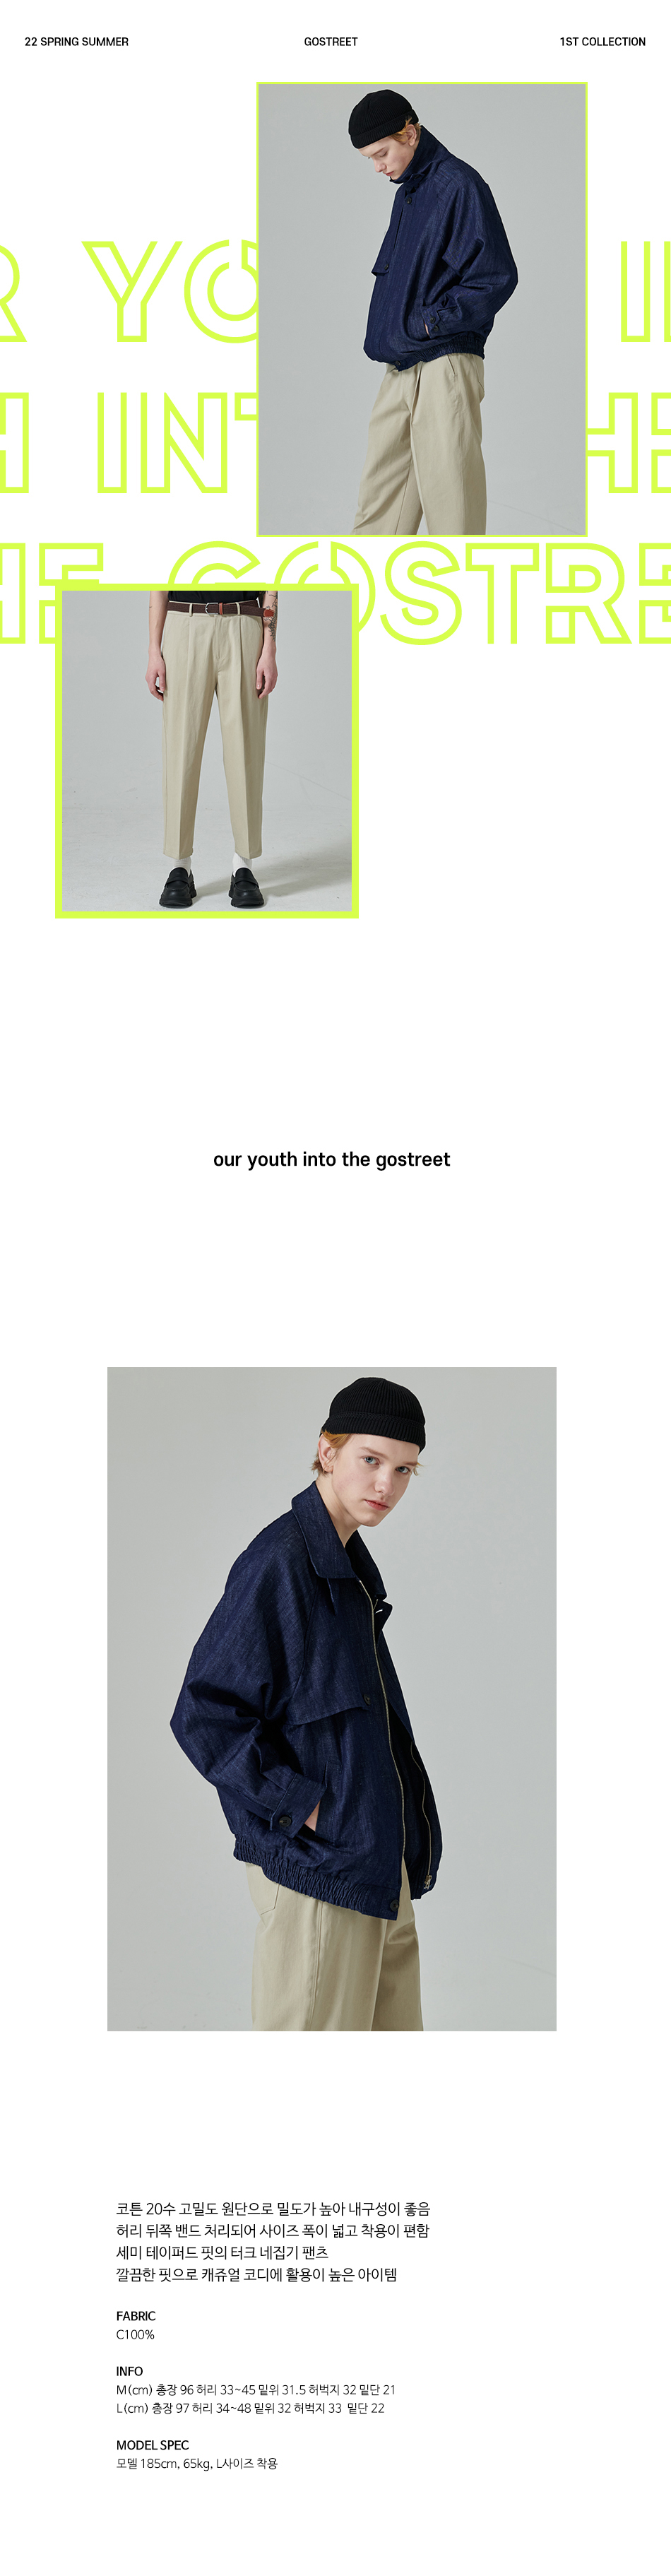 22 SPRING SUMMER
GOSTREET
1ST COLLECTION
R YO I
H INT HE
HE GOSTRE
our youth into the gostreet
코튼 20수 고밀도 원단으로 밀도가 높아 내구성이 좋음
허리 뒤쪽 밴드 처리되어 사이즈 폭이 넓고 착용이 편함
세미 테이퍼드 핏의 터크 네집기 팬츠
깔끔한 핏으로 캐쥬얼 코디에 활용이 높은 아이템
FABRIC
C100%
INFO
M(cm) 총장 96 허리 33~45 밑위 31.5 허벅지 32 밑단 21
L(cm) 총장 97 허리 34~48 밑위 32 허벅지 33 밑단 22
MODEL SPEC
모델 185cm, 65kg, L사이즈 착용